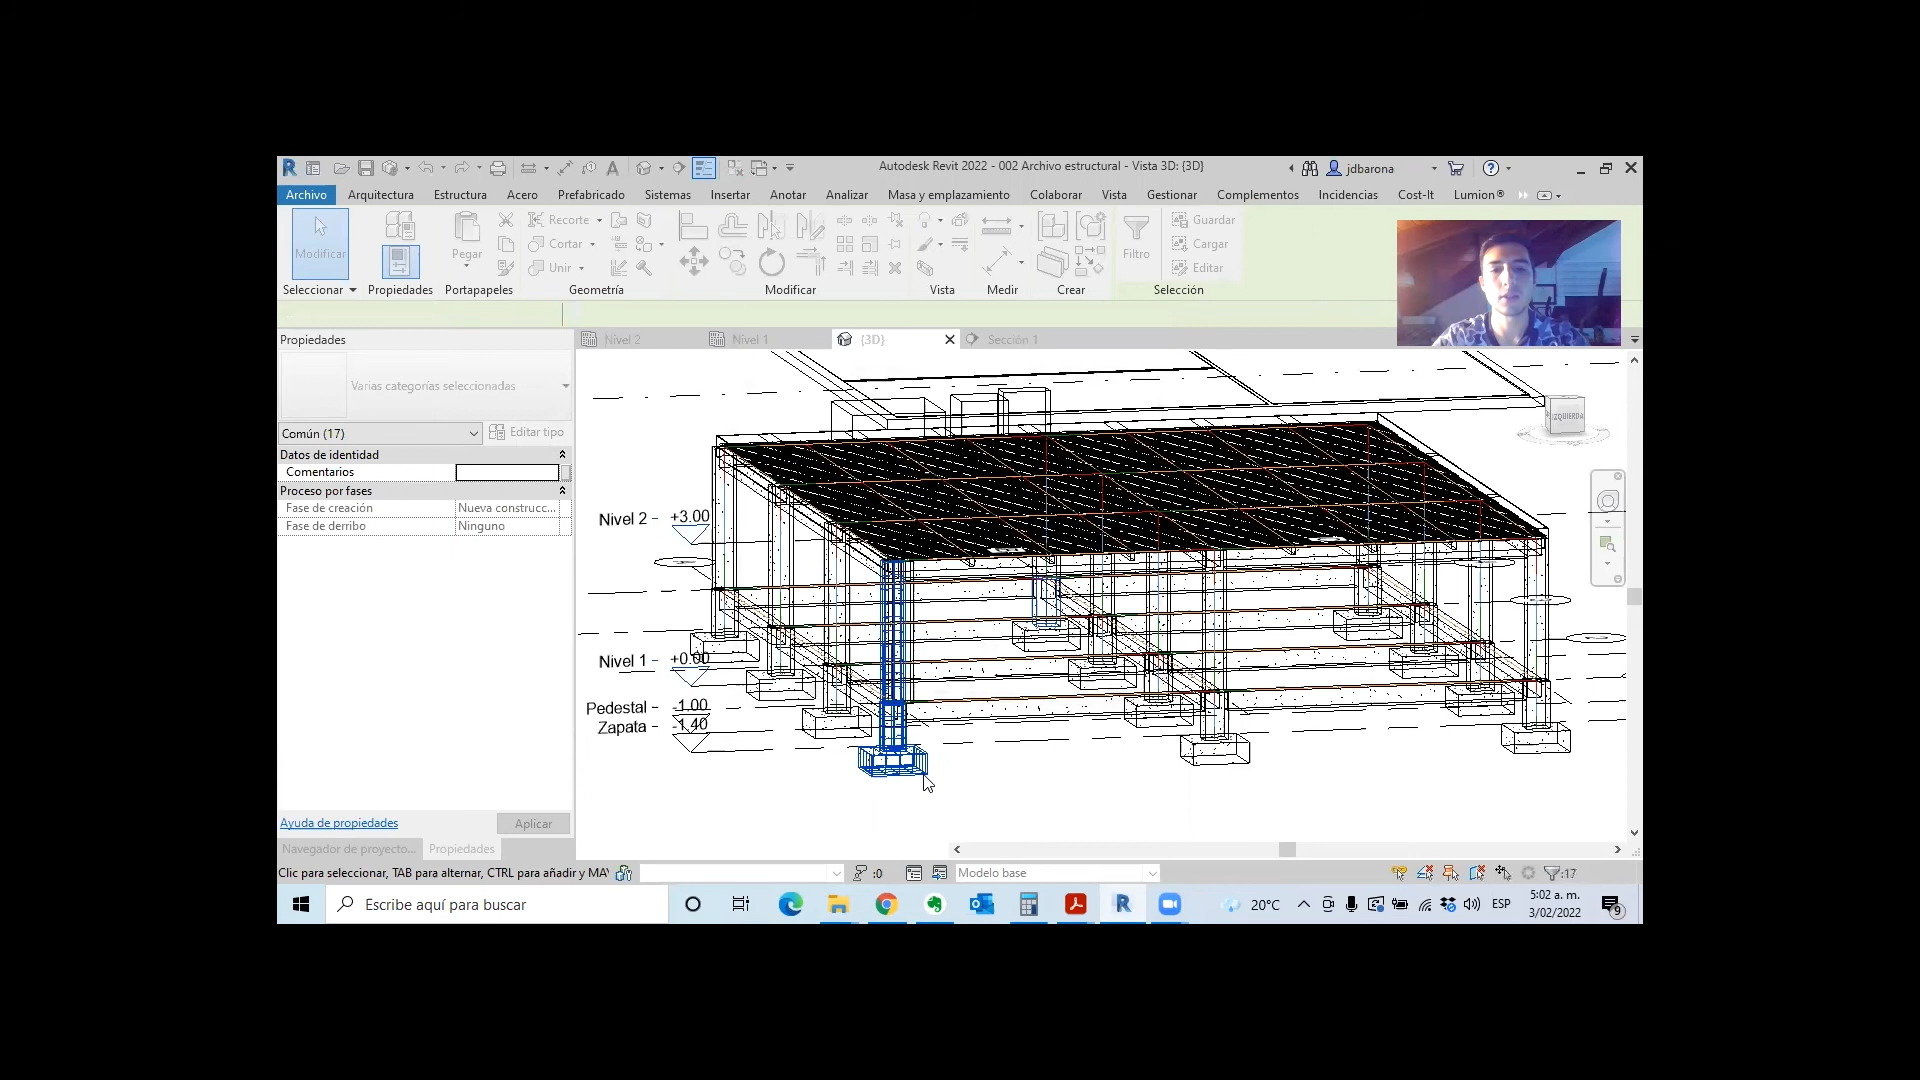 Autodesk Revit 2022 - 002 Archivo estructural - Vista 3D: {3D}
jdbarona
Archivo Arquitectura Estructura Acero Prefabricado Sistemas Insertar Anotar Analizar Masa y emplazamiento Colaborar Vista Gestionar Complementos Incidencias Cost-It Lumion®
Modificar
Pegar
Recorte
Cortar
Unir
Filtro
Guardar
Cargar
Editar
Seleccionar Propiedades Portapapeles Geometría Modificar Vista Medir Crear Selección
Propiedades
Nivel 2 Nivel 1 {3D} Sección 1
Varias categorías seleccionadas
Común (17) Editar tipo
Datos de identidad
Comentarios
Proceso por fases
Fase de creación Nueva construcc...
Fase de derribo Ninguno
IZQUIERDA
Nivel 2 +3.00
Nivel 1 +0.00
Pedestal -1.00
Zapata -1.40
Ayuda de propiedades Aplicar
Navegador de proyecto... Propiedades
Clic para seleccionar, TAB para alternar, CTRL para añadir y MA
:0 Modelo base :17
Escribe aquí para buscar
20°C ESP
5:02 a. m.
3/02/2022
9